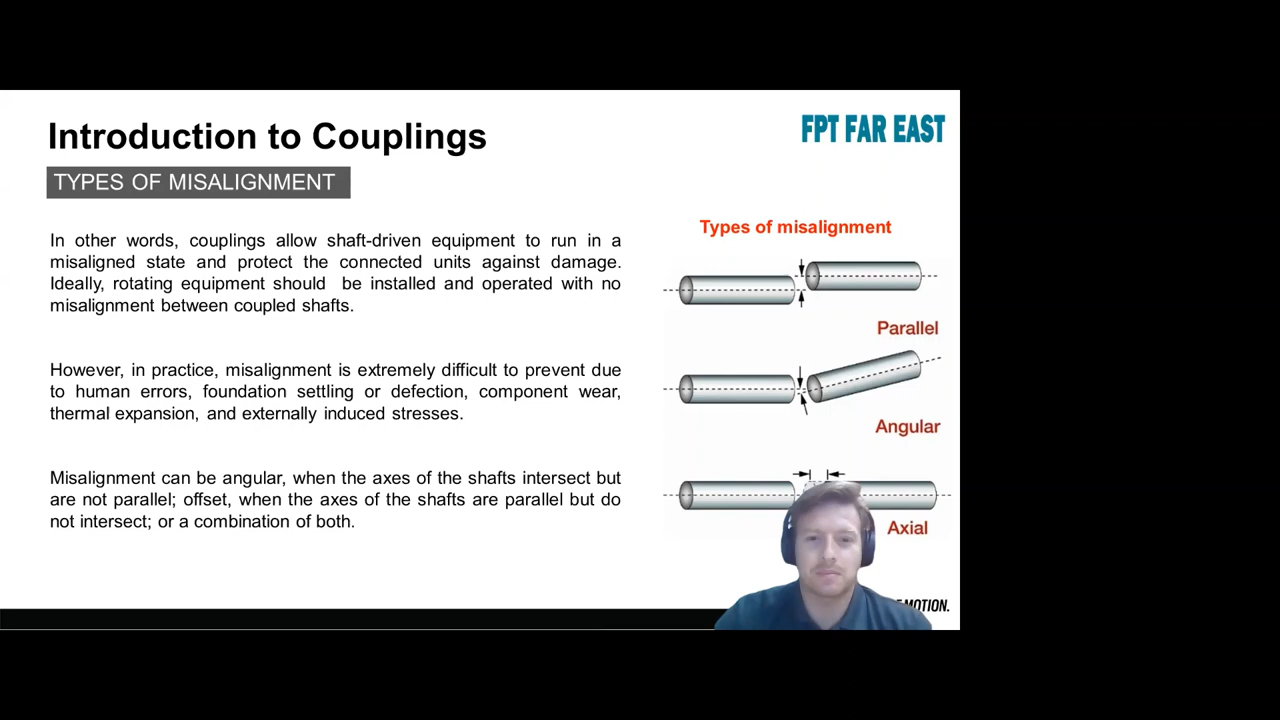 Introduction to Couplings
FPT FAR EAST
TYPES OF MISALIGNMENT
In other words, couplings allow shaft-driven equipment to run in a
misaligned state and protect the connected units against damage.
Ideally, rotating equipment should be installed and operated with no
misalignment between coupled shafts.
However, in practice, misalignment is extremely difficult to prevent due
to human errors, foundation settling or defection, component wear,
thermal expansion, and externally induced stresses.
Misalignment can be angular, when the axes of the shafts intersect but
are not parallel; offset, when the axes of the shafts are parallel but do
not intersect; or a combination of both.
Types of misalignment
Parallel
Angular
Axial
MOTION.